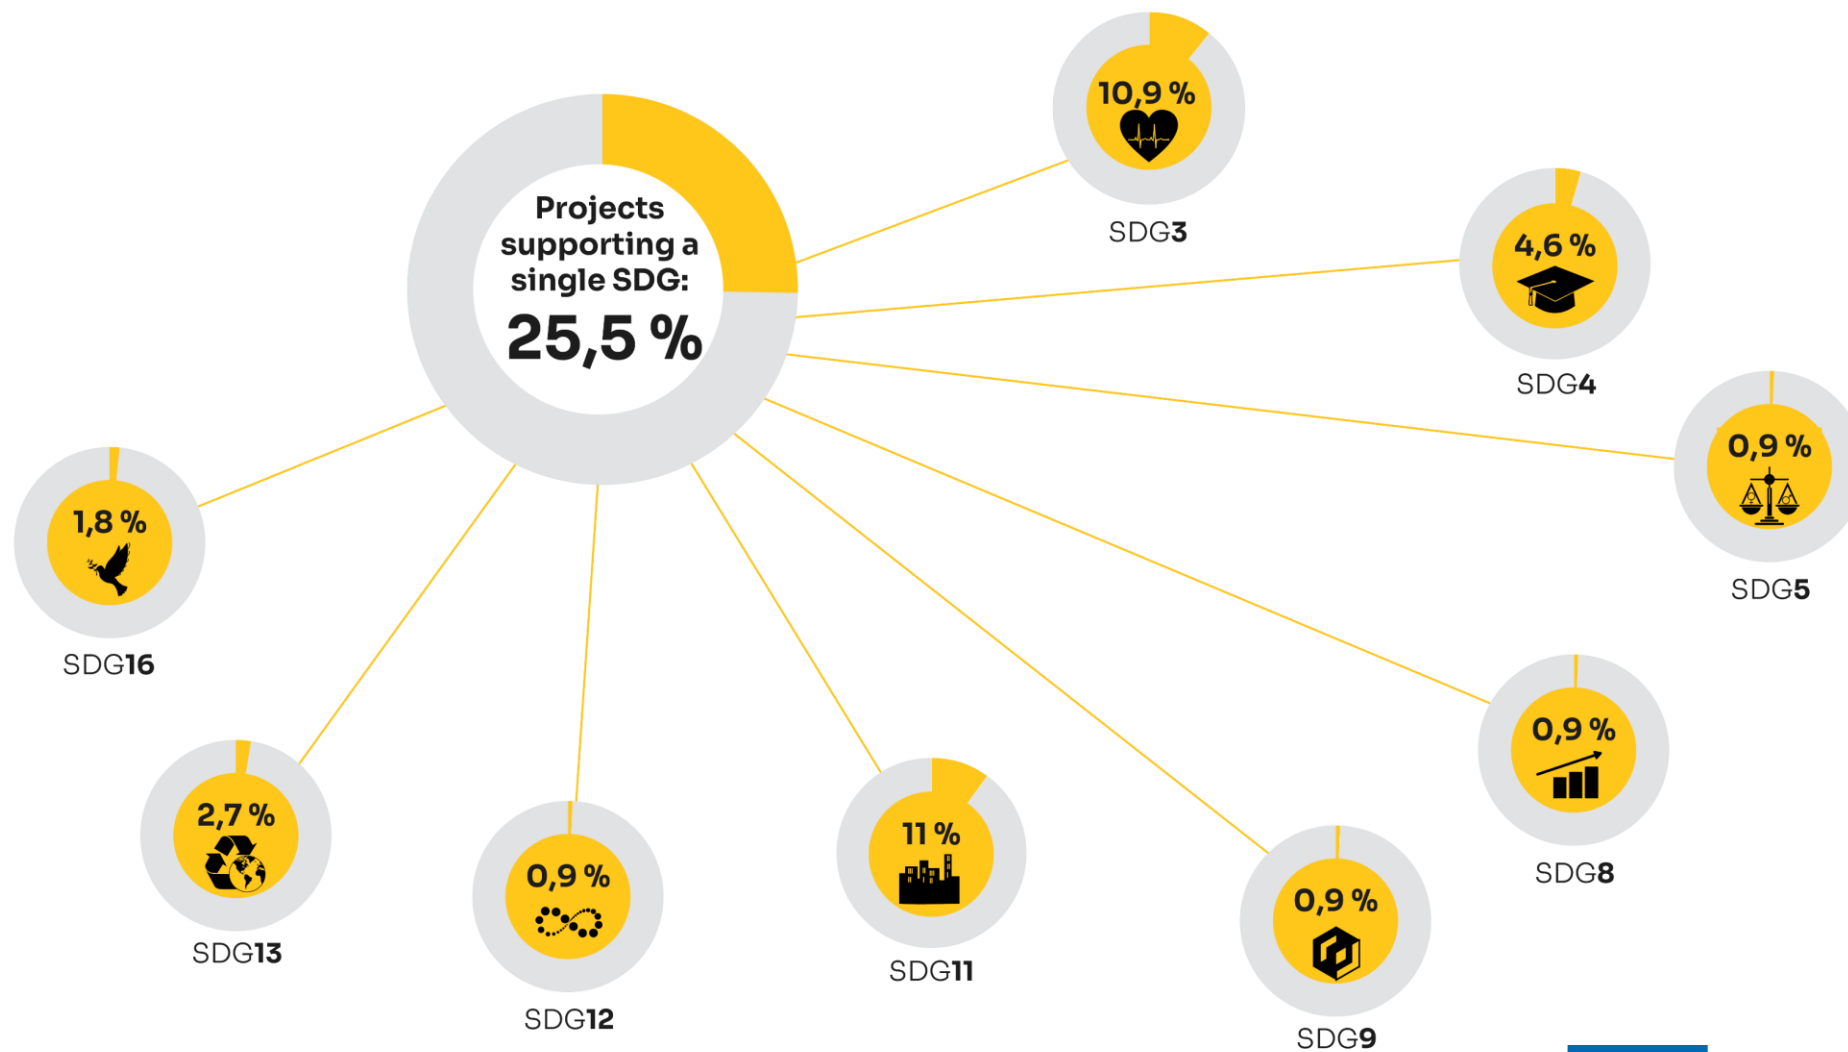 Projects
supporting a
single SDG:
25,5 %
10,9 %
SDG3
4,6 %
SDG4
0,9 %
SDG5
0,9 %
SDG8
0,9 %
SDG9
11 %
SDG11
0,9 %
SDG12
2,7 %
SDG13
1,8 %
SDG16